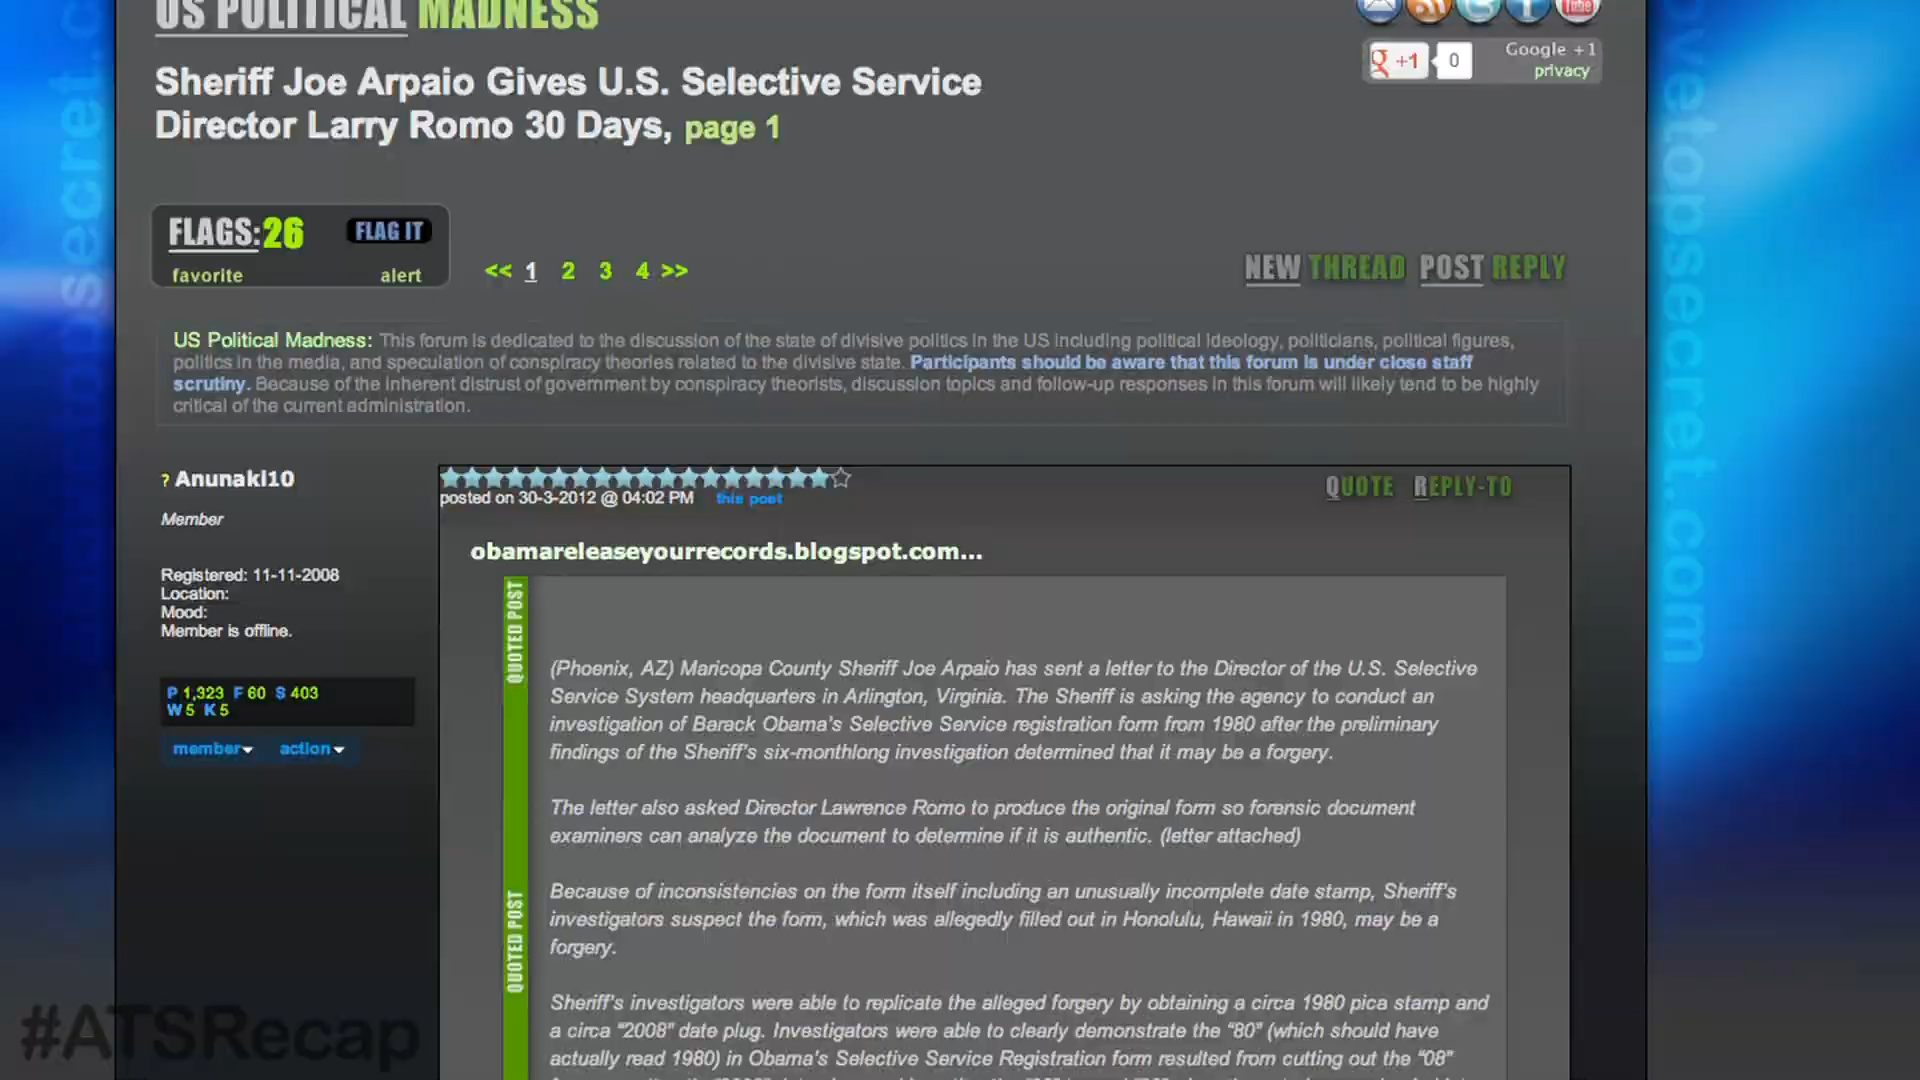 US POLITICAL MADNESS
Sheriff Joe Arpaio Gives U.S. Selective Service
Director Larry Romo 30 Days, page 1
g +1
0
Google +1
privacy
You
Tube
FLAGS:26 FLAG IT
favorite alert
<< 1 2 3 4 >>
NEW THREAD POST REPLY
US Political Madness: This forum is dedicated to the discussion of the state of divisive politics in the US including political ideology, politicians, political figures,
politics in the media, and speculation of conspiracy theories related to the divisive state. Participants should be aware that this forum is under close staff
scrutiny. Because of the inherent distrust of government by conspiracy theorists, discussion topics and follow-up responses in this forum will likely tend to be highly
critical of the current administration.
? Anunaki10
Member
Registered: 11-11-2008
Location:
Mood:
Member is offline.
P 1,323 F 60 S 403
W 5 K 5
member action
posted on 30-3-2012 @ 04:02 PM this post
QUOTE REPLY-TO
obamareleaseyourrecords.blogspot.com...
QUOTED POST
(Phoenix, AZ) Maricopa County Sheriff Joe Arpaio has sent a letter to the Director of the U.S. Selective
Service System headquarters in Arlington, Virginia. The Sheriff is asking the agency to conduct an
investigation of Barack Obama's Selective Service registration form from 1980 after the preliminary
findings of the Sheriff's six-monthlong investigation determined that it may be a forgery.
The letter also asked Director Lawrence Romo to produce the original form so forensic document
examiners can analyze the document to determine if it is authentic. (letter attached)
QUOTED POST
Because of inconsistencies on the form itself including an unusually incomplete date stamp, Sheriff's
investigators suspect the form, which was allegedly filled out in Honolulu, Hawaii in 1980, may be a
forgery.
Sheriff's investigators were able to replicate the alleged forgery by obtaining a circa 1980 pica stamp and
a circa "2008" date plug. Investigators were able to clearly demonstrate the "80" (which should have
actually read 1980) in Obama's Selective Service Registration form resulted from cutting out the "08"
#ATSRecap
ovetopsecret.com